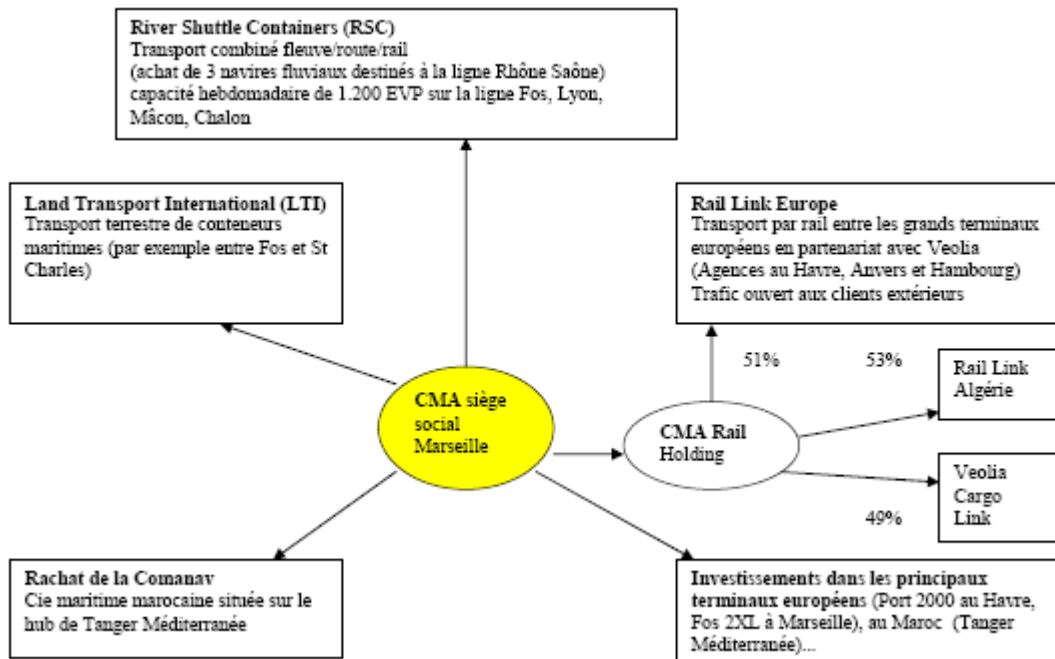 River Shuttle Containers (RSC)
Transport combiné fleuve/route/rail
(achat de 3 navires fluviaux destinés à la ligne Rhône Saône)
capacité hebdomadaire de 1.200 EVP sur la ligne Fos, Lyon,
Mâcon, Chalon
Land Transport International (LTI)
Transport terrestre de conteneurs
maritimes (par exemple entre Fos et St
Charles)
Rail Link Europe
Transport par rail entre les grands terminaux
européens en partenariat avec Veolia
(Agences au Havre, Anvers et Hambourg)
Trafic ouvert aux clients extérieurs
51%
53%
Rail Link
Algérie
CMA siège
social
Marseille
CMA Rail
Holding
Veolia
Cargo
Link
49%
Rachat de la Comanav
Cie maritime marocaine située sur le
hub de Tanger Méditerranée
Investissements dans les principaux
terminaux européens (Port 2000 au Havre,
Fos 2XL à Marseille), au Maroc (Tanger
Méditerranée)...